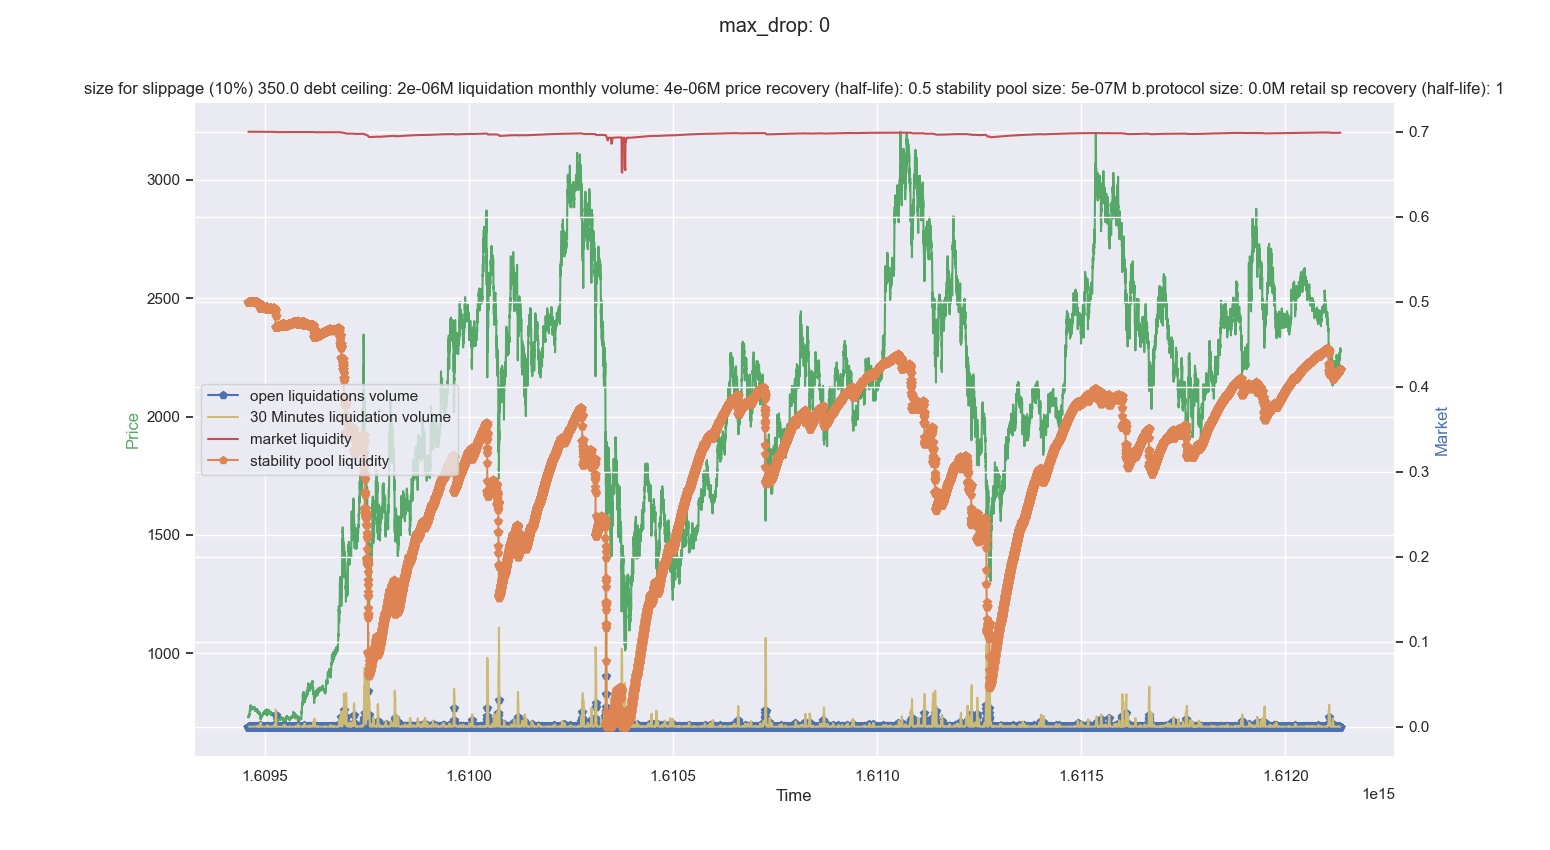 max_drop: 0
size for slippage (10%) 350.0 debt ceiling: 2e-06M liquidation monthly volume: 4e-06M price recovery (half-life): 0.5 stability pool size: 5e-07M b.protocol size: 0.0M retail sp recovery (half-life): 1
3000
2500
2000
1500
1000
Price
open liquidations volume
30 Minutes liquidation volume
market liquidity
stability pool liquidity
0.7
0.6
0.5
0.4
0.3
0.2
0.1
0.0
Market
1.6095 1.6100 1.6105 1.6110 1.6115 1.6120
Time
1e15